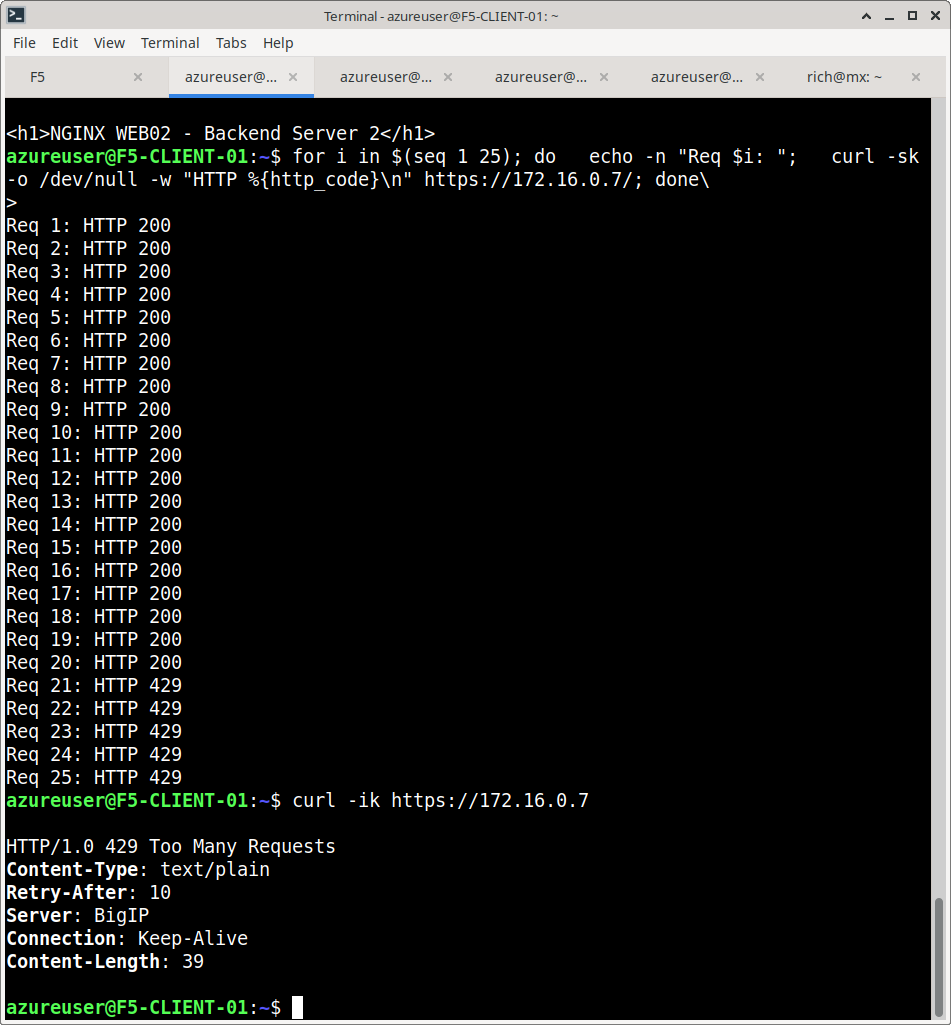 Terminal - azureuser@F5-CLIENT-01: ~
File Edit View Terminal Tabs Help
F5 azureuser@... azureuser@... azureuser@... azureuser@... rich@mx: ~
<h1>NGINX WEB02 - Backend Server 2</h1>
azureuser@F5-CLIENT-01:~$ for i in $(seq 1 25); do   echo -n "Req $i: ";   curl -sk
-o /dev/null -w "HTTP %{http_code}\n" https://172.16.0.7/; done\
>
Req 1: HTTP 200
Req 2: HTTP 200
Req 3: HTTP 200
Req 4: HTTP 200
Req 5: HTTP 200
Req 6: HTTP 200
Req 7: HTTP 200
Req 8: HTTP 200
Req 9: HTTP 200
Req 10: HTTP 200
Req 11: HTTP 200
Req 12: HTTP 200
Req 13: HTTP 200
Req 14: HTTP 200
Req 15: HTTP 200
Req 16: HTTP 200
Req 17: HTTP 200
Req 18: HTTP 200
Req 19: HTTP 200
Req 20: HTTP 200
Req 21: HTTP 429
Req 22: HTTP 429
Req 23: HTTP 429
Req 24: HTTP 429
Req 25: HTTP 429
azureuser@F5-CLIENT-01:~$ curl -ik https://172.16.0.7
HTTP/1.0 429 Too Many Requests
Content-Type: text/plain
Retry-After: 10
Server: BigIP
Connection: Keep-Alive
Content-Length: 39
azureuser@F5-CLIENT-01:~$